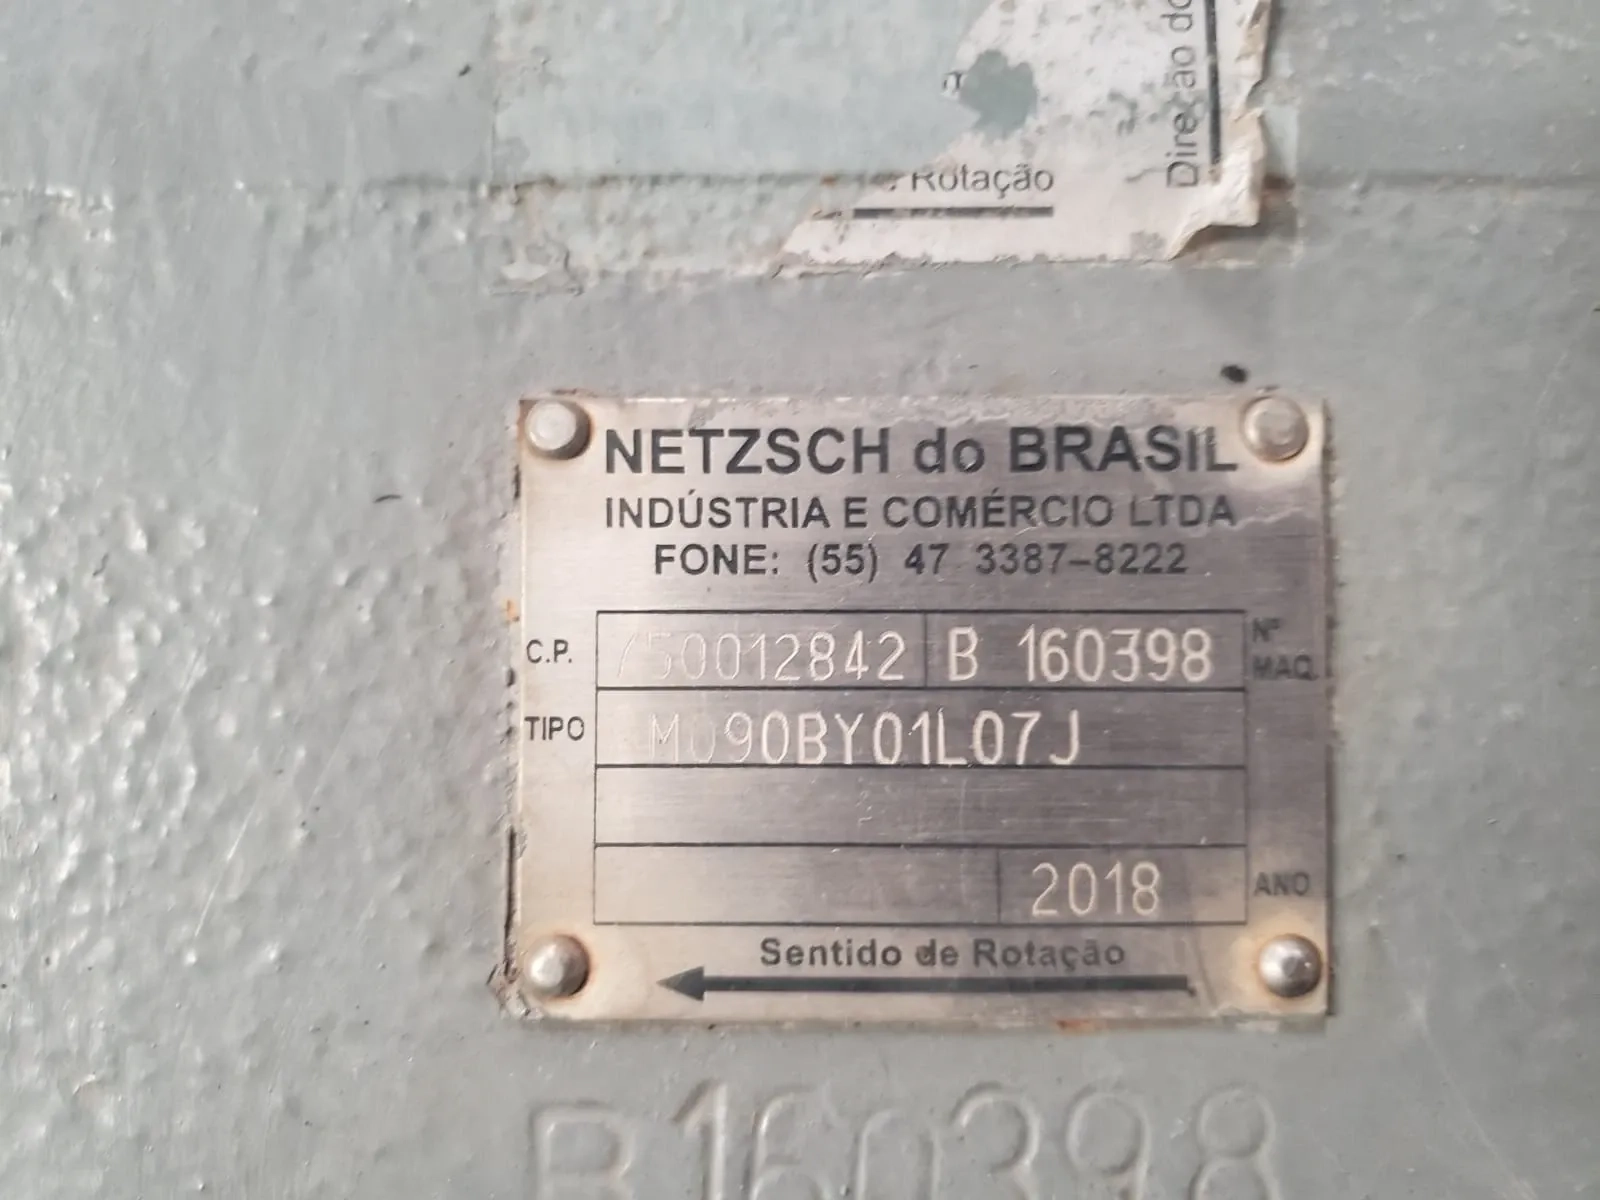 Direção do
Rotação
NETZSCH do BRASIL
INDÚSTRIA E COMÉRCIO LTDA
FONE: (55) 47 3387-8222
C.P. 750012842 B 160398 Nº MAQ.
TIPO M090BY01L07J
2018 ANO
Sentido de Rotação
B160398